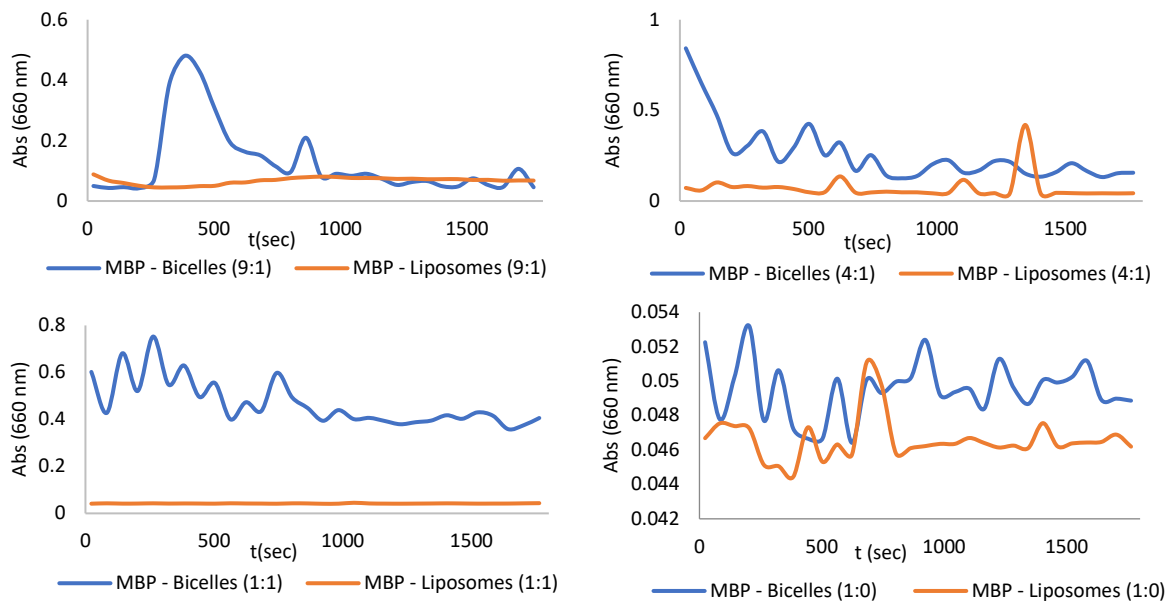 0.6
0.4
0.2
0
Abs (660 nm)
0 500 1000 1500
t(sec)
MBP - Bicelles (9:1) MBP - Liposomes (9:1)
1
0.5
0
Abs (660 nm)
0 500 1000 1500
t(sec)
MBP - Bicelles (4:1) MBP - Liposomes (4:1)
0.8
0.6
0.4
0.2
0
Abs (660 nm)
0 500 1000 1500
t(sec)
MBP - Bicelles (1:1) MBP - Liposomes (1:1)
0.054
0.052
0.05
0.048
0.046
0.044
0.042
Abs (660 nm)
0 500 1000 1500
t (sec)
MBP - Bicelles (1:0) MBP - Liposomes (1:0)